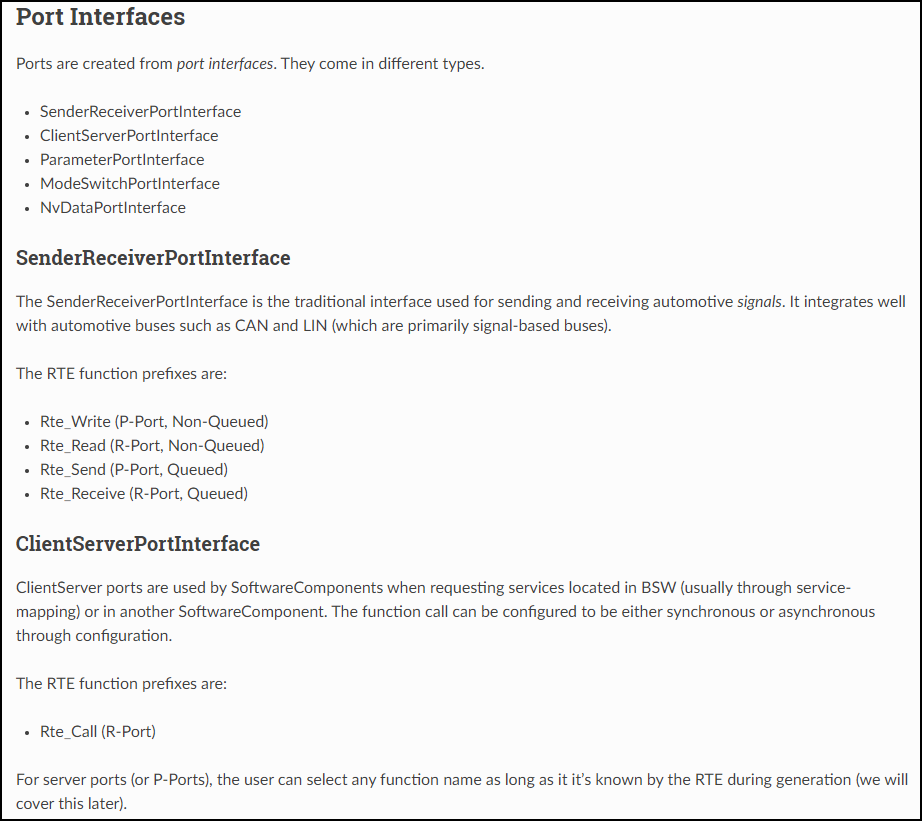 Port Interfaces
Ports are created from port interfaces. They come in different types.
• SenderReceiverPortInterface
• ClientServerPortInterface
• ParameterPortInterface
• ModeSwitchPortInterface
• NvDataPortInterface
SenderReceiverPortInterface
The SenderReceiverPortInterface is the traditional interface used for sending and receiving automotive signals. It integrates well
with automotive buses such as CAN and LIN (which are primarily signal-based buses).
The RTE function prefixes are:
• Rte_Write (P-Port, Non-Queued)
• Rte_Read (R-Port, Non-Queued)
• Rte_Send (P-Port, Queued)
• Rte_Receive (R-Port, Queued)
ClientServerPortInterface
ClientServer ports are used by SoftwareComponents when requesting services located in BSW (usually through service-
mapping) or in another SoftwareComponent. The function call can be configured to be either synchronous or asynchronous
through configuration.
The RTE function prefixes are:
• Rte_Call (R-Port)
For server ports (or P-Ports), the user can select any function name as long as it it's known by the RTE during generation (we will
cover this later).